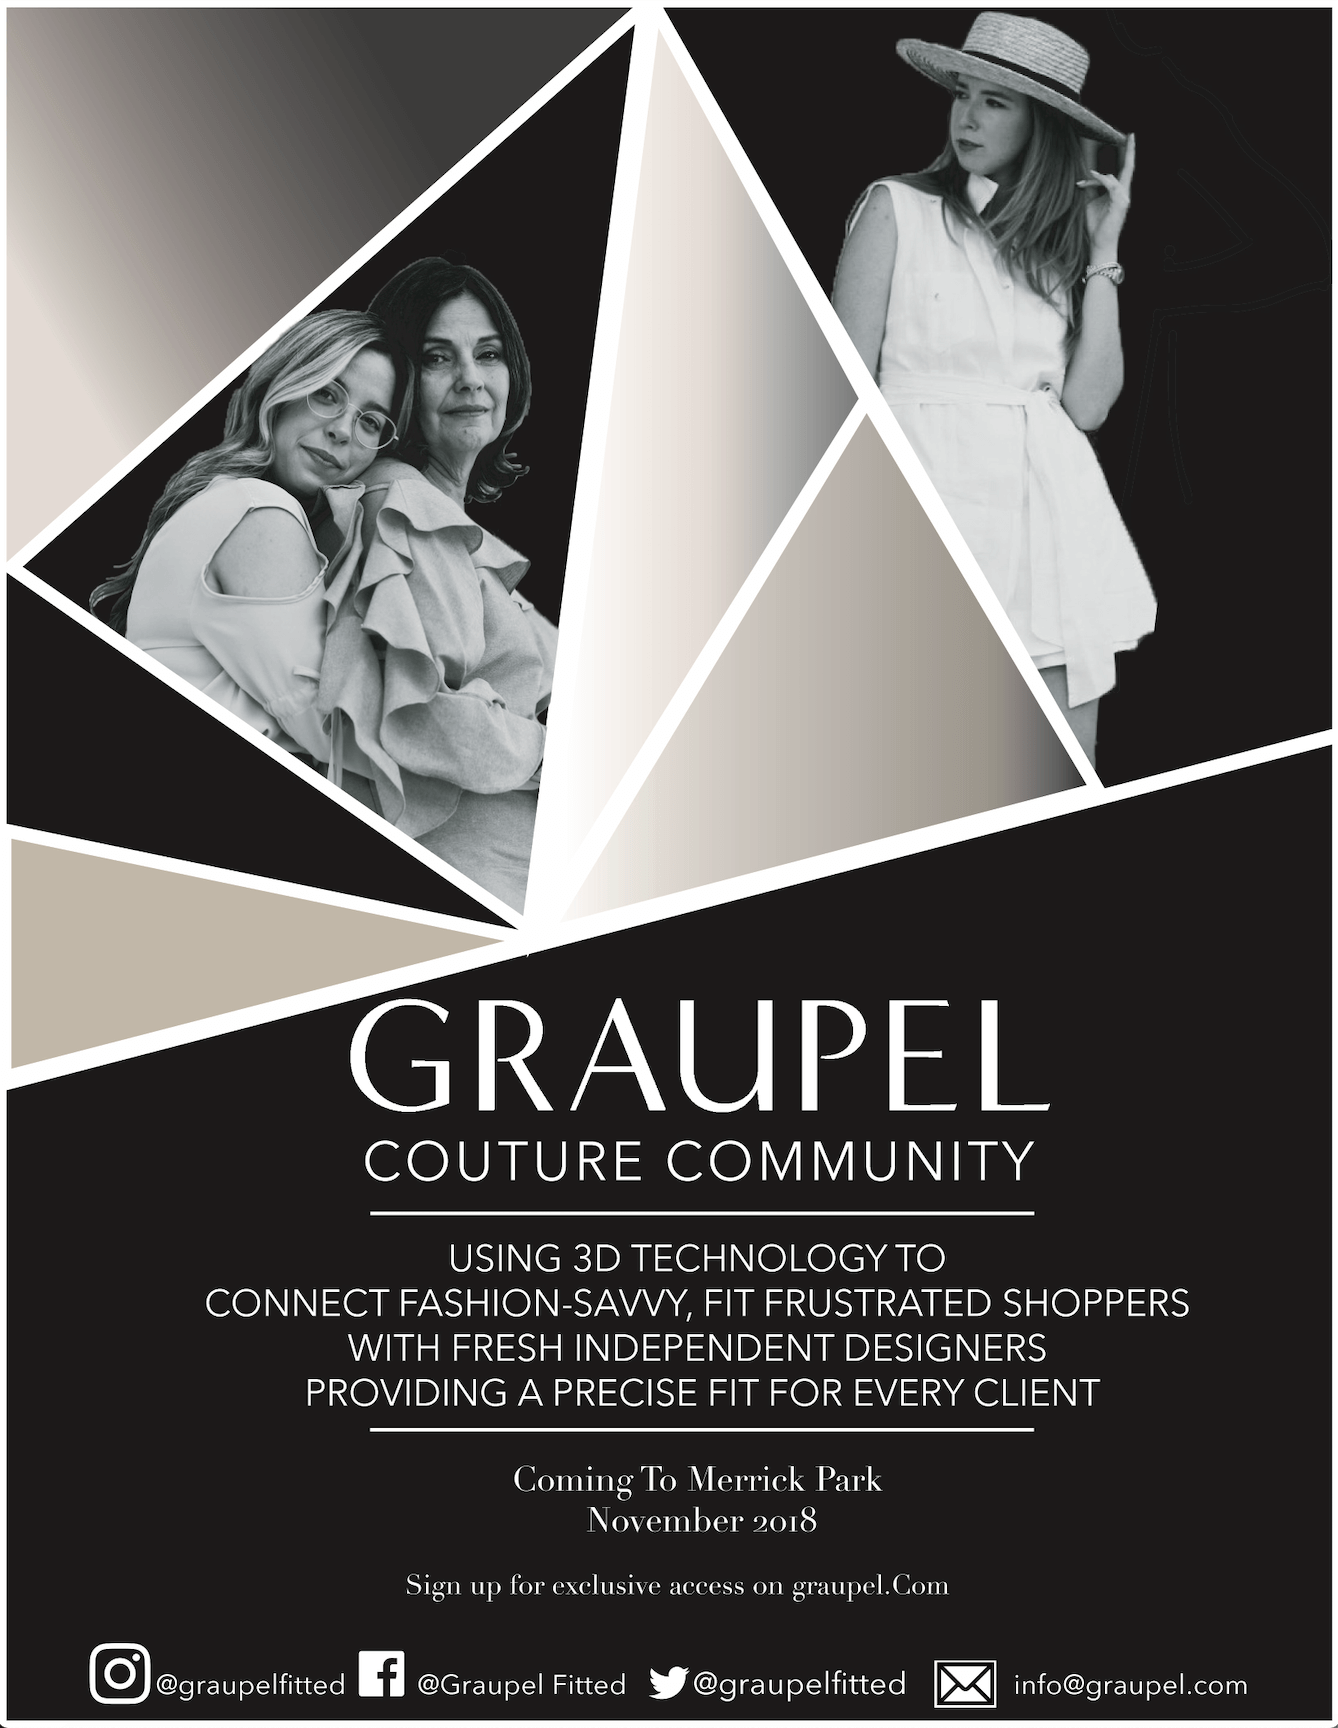 GRAUPEL
COUTURE COMMUNITY
USING 3D TECHNOLOGY TO
CONNECT FASHION-SAVVY, FIT FRUSTRATED SHOPPERS
WITH FRESH INDEPENDENT DESIGNERS
PROVIDING A PRECISE FIT FOR EVERY CLIENT
Coming To Merrick Park
November 2018
Sign up for exclusive access on graupel.Com
@graupelfitted @Graupel Fitted @graupelfitted info@graupel.com